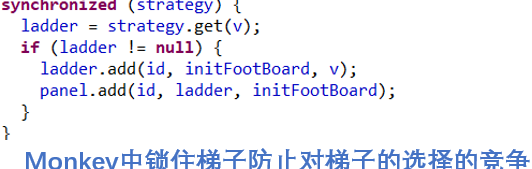 synchronized (strategy) {
  ladder = strategy.get(v);
  if (ladder != null) {
    ladder.add(id, initFootBoard, v);
    panel.add(id, ladder, initFootBoard);
  }
}
Monkey中锁住梯子防止对梯子的选择的竞争